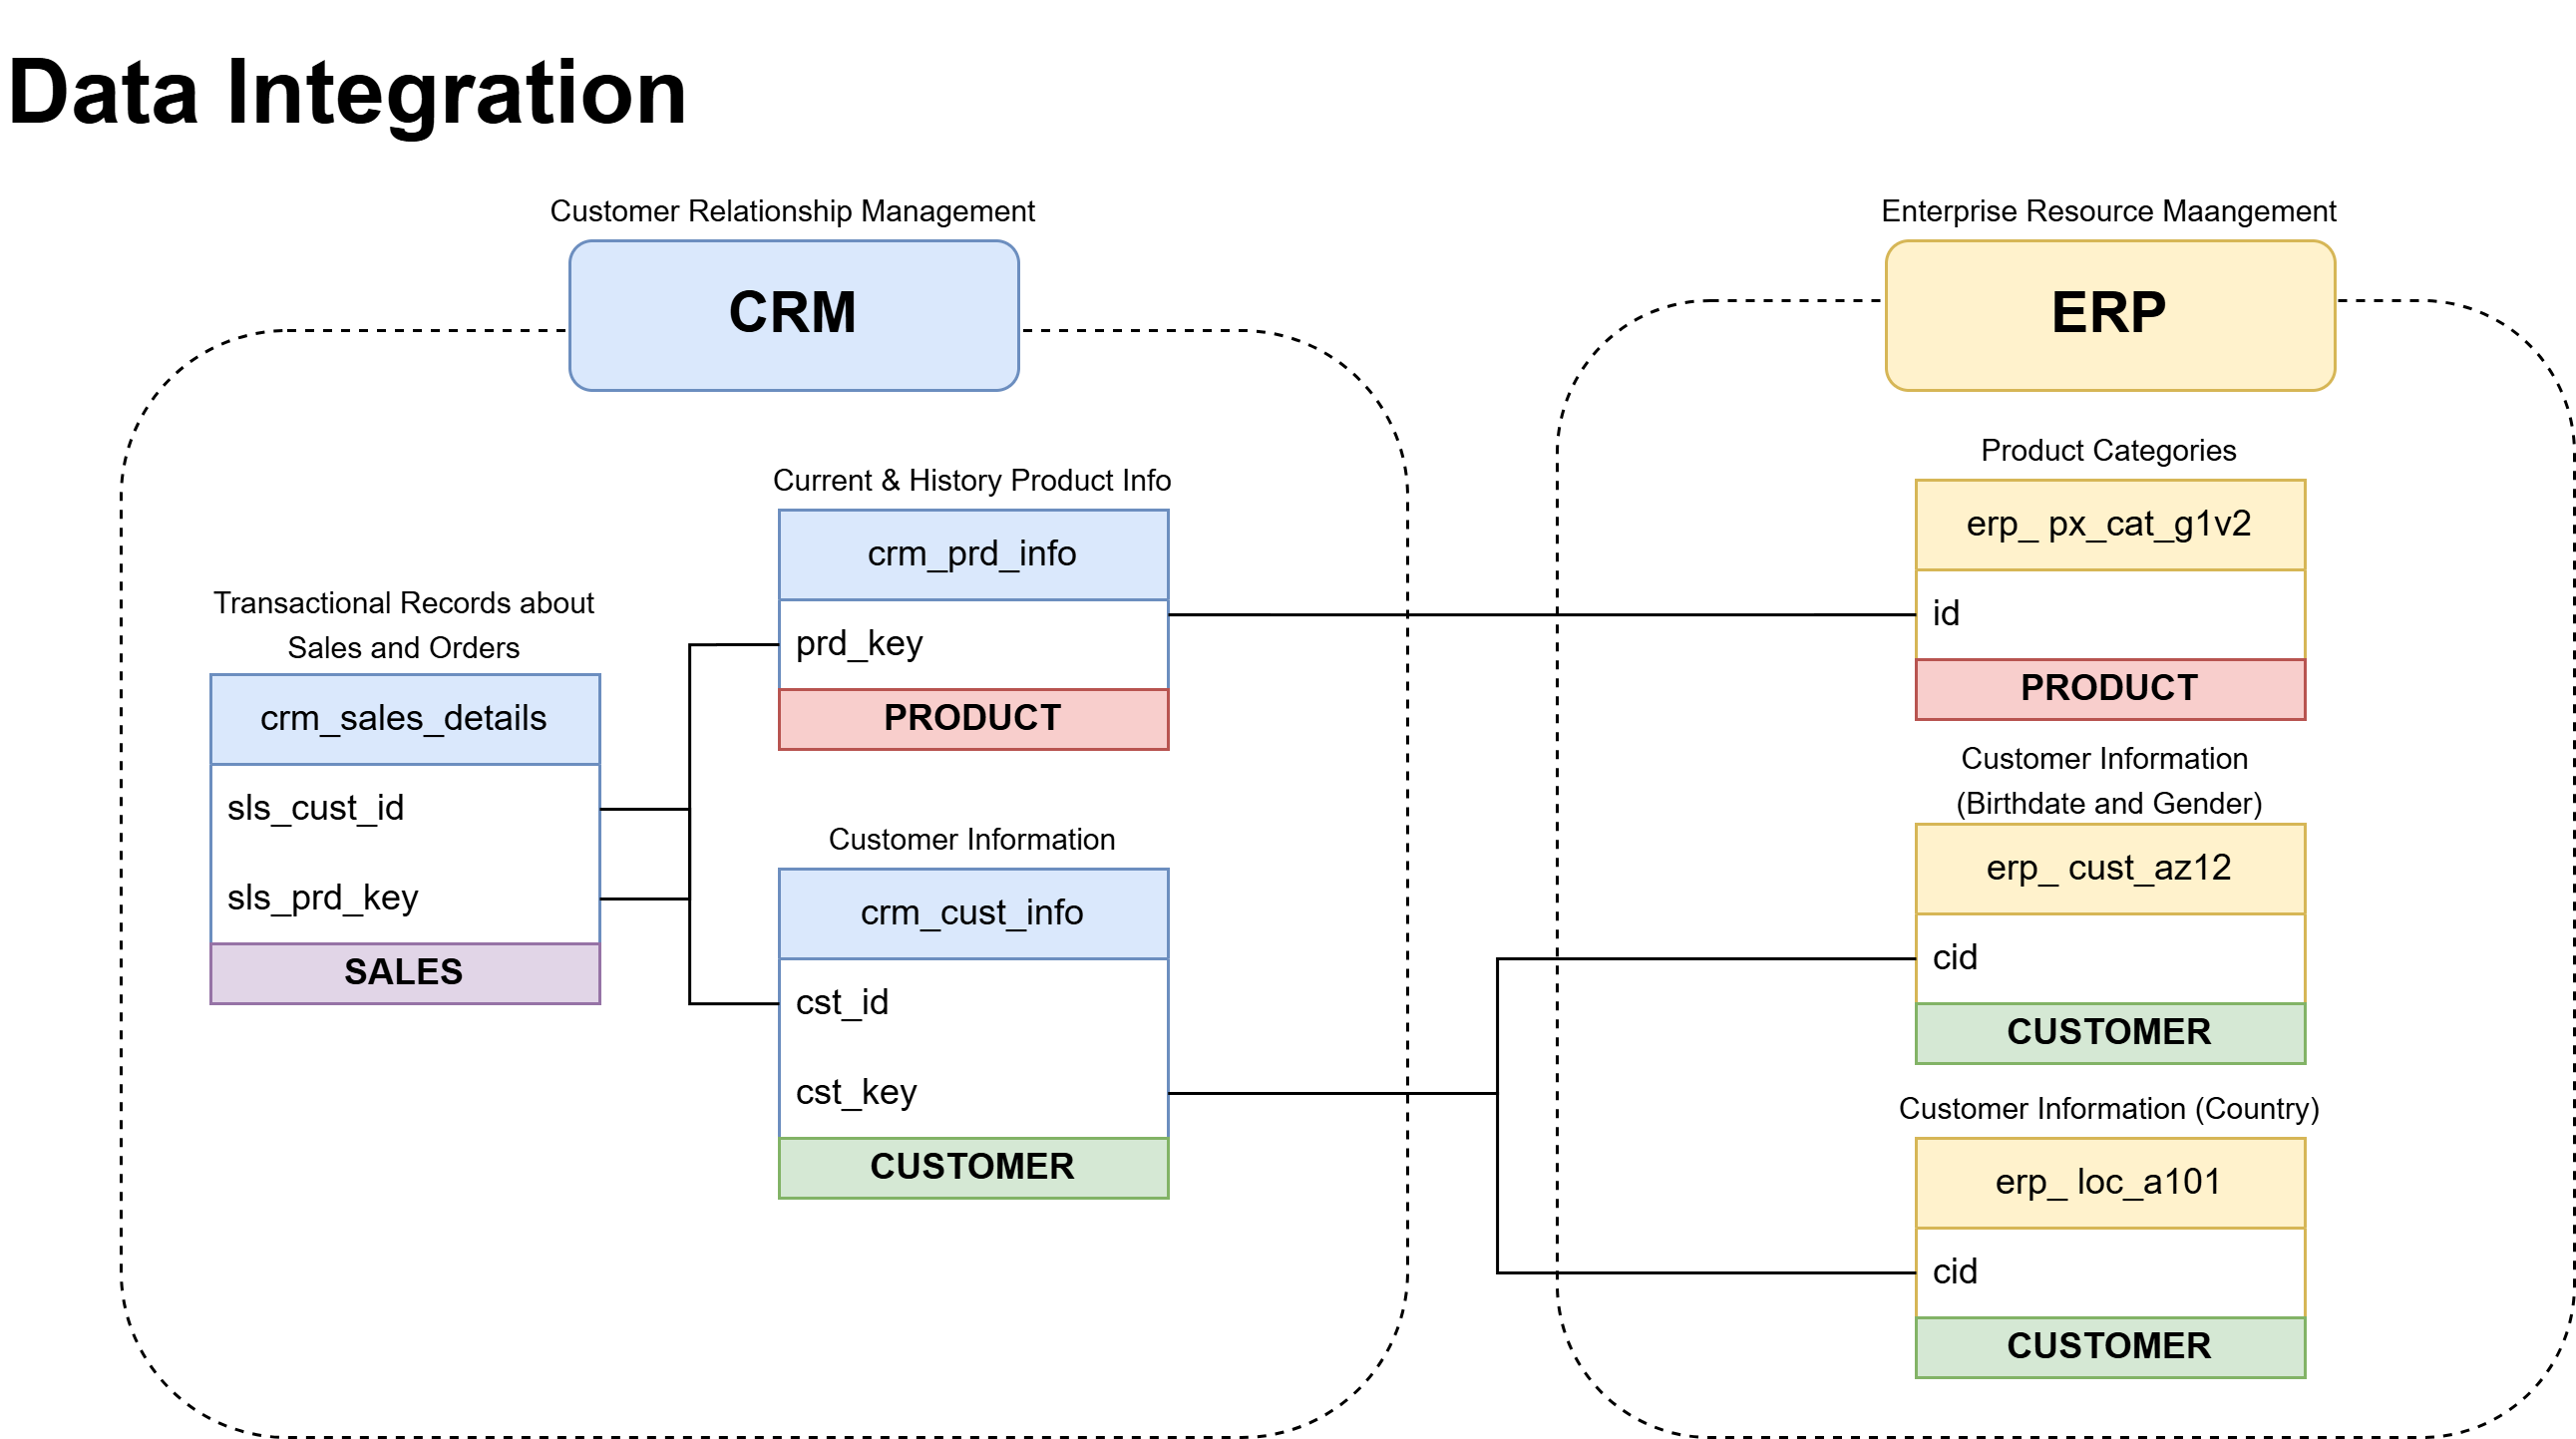 Data Integration
Customer Relationship Management
CRM
Transactional Records about
Sales and Orders
crm_sales_details
sls_cust_id
sls_prd_key
SALES
Current & History Product Info
crm_prd_info
prd_key
PRODUCT
Customer Information
crm_cust_info
cst_id
cst_key
CUSTOMER
Enterprise Resource Maangement
ERP
Product Categories
erp_ px_cat_g1v2
id
PRODUCT
Customer Information
(Birthdate and Gender)
erp_ cust_az12
cid
CUSTOMER
Customer Information (Country)
erp_ loc_a101
cid
CUSTOMER